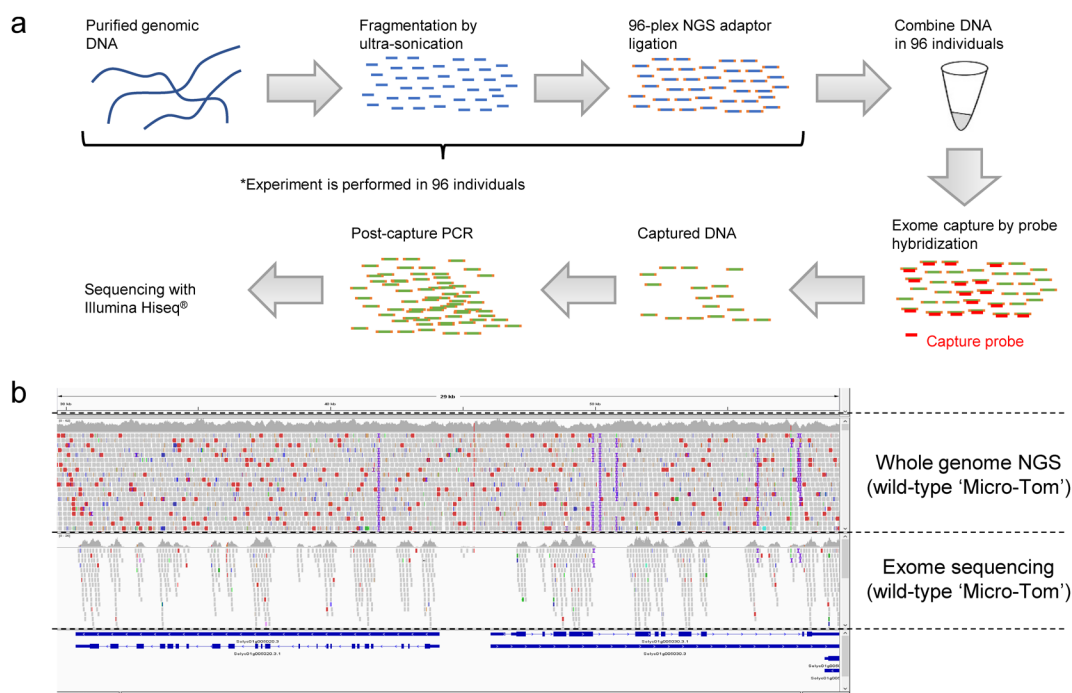 a
Purified genomic
DNA
Fragmentation by
ultra-sonication
96-plex NGS adaptor
ligation
Combine DNA
in 96 individuals
*Experiment is performed in 96 individuals
Exome capture by probe
hybridization
Capture probe
Captured DNA
Post-capture PCR
Sequencing with
Illumina Hiseq®
b
29 kb
Whole genome NGS
(wild-type ‘Micro-Tom’)
Exome sequencing
(wild-type ‘Micro-Tom’)